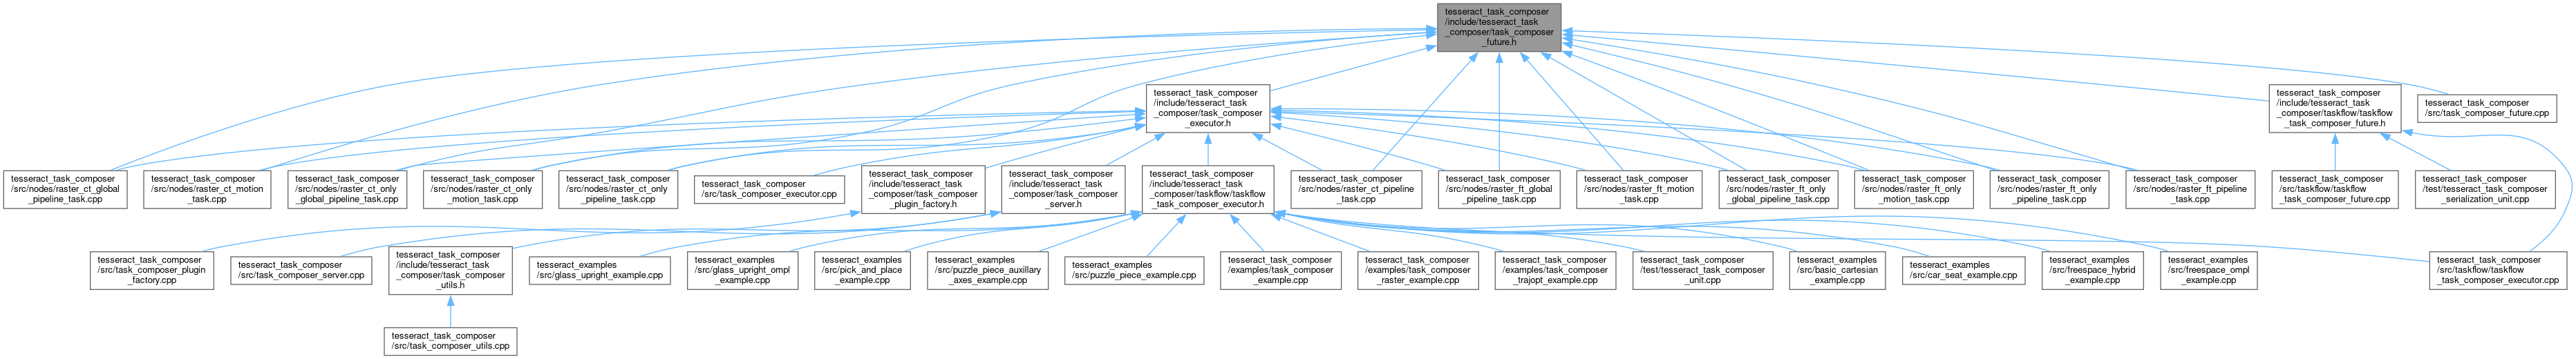 tesseract_task_composer
/include/tesseract_task
_composer/task_composer
_future.h
tesseract_task_composer
/include/tesseract_task
_composer/task_composer
_executor.h
tesseract_task_composer
/include/tesseract_task
_composer/taskflow/taskflow
_task_composer_future.h
tesseract_task_composer
/src/task_composer_future.cpp
tesseract_task_composer
/src/nodes/raster_ct_global
_pipeline_task.cpp
tesseract_task_composer
/src/nodes/raster_ct_motion
_task.cpp
tesseract_task_composer
/src/nodes/raster_ct_only
_global_pipeline_task.cpp
tesseract_task_composer
/src/nodes/raster_ct_only
_motion_task.cpp
tesseract_task_composer
/src/nodes/raster_ct_only
_pipeline_task.cpp
tesseract_task_composer
/src/task_composer_executor.cpp
tesseract_task_composer
/include/tesseract_task
_composer/task_composer
_plugin_factory.h
tesseract_task_composer
/include/tesseract_task
_composer/task_composer
_server.h
tesseract_task_composer
/include/tesseract_task
_composer/taskflow/taskflow
_task_composer_executor.h
tesseract_task_composer
/src/nodes/raster_ct_pipeline
_task.cpp
tesseract_task_composer
/src/nodes/raster_ft_global
_pipeline_task.cpp
tesseract_task_composer
/src/nodes/raster_ft_motion
_task.cpp
tesseract_task_composer
/src/nodes/raster_ft_only
_global_pipeline_task.cpp
tesseract_task_composer
/src/nodes/raster_ft_only
_motion_task.cpp
tesseract_task_composer
/src/nodes/raster_ft_only
_pipeline_task.cpp
tesseract_task_composer
/src/nodes/raster_ft_pipeline
_task.cpp
tesseract_task_composer
/src/taskflow/taskflow
_task_composer_future.cpp
tesseract_task_composer
/test/tesseract_task_composer
_serialization_unit.cpp
tesseract_task_composer
/src/task_composer_plugin
_factory.cpp
tesseract_task_composer
/src/task_composer_server.cpp
tesseract_task_composer
/include/tesseract_task
_composer/task_composer
_utils.h
tesseract_examples
/src/glass_upright_example.cpp
tesseract_examples
/src/glass_upright_ompl
_example.cpp
tesseract_examples
/src/pick_and_place
_example.cpp
tesseract_examples
/src/puzzle_piece_auxillary
_axes_example.cpp
tesseract_examples
/src/puzzle_piece_example.cpp
tesseract_task_composer
/examples/task_composer
_example.cpp
tesseract_task_composer
/examples/task_composer
_raster_example.cpp
tesseract_task_composer
/examples/task_composer
_trajopt_example.cpp
tesseract_task_composer
/test/tesseract_task_composer
_unit.cpp
tesseract_examples
/src/basic_cartesian
_example.cpp
tesseract_examples
/src/car_seat_example.cpp
tesseract_examples
/src/freespace_hybrid
_example.cpp
tesseract_examples
/src/freespace_ompl
_example.cpp
tesseract_task_composer
/src/taskflow/taskflow
_task_composer_executor.cpp
tesseract_task_composer
/src/task_composer_utils.cpp